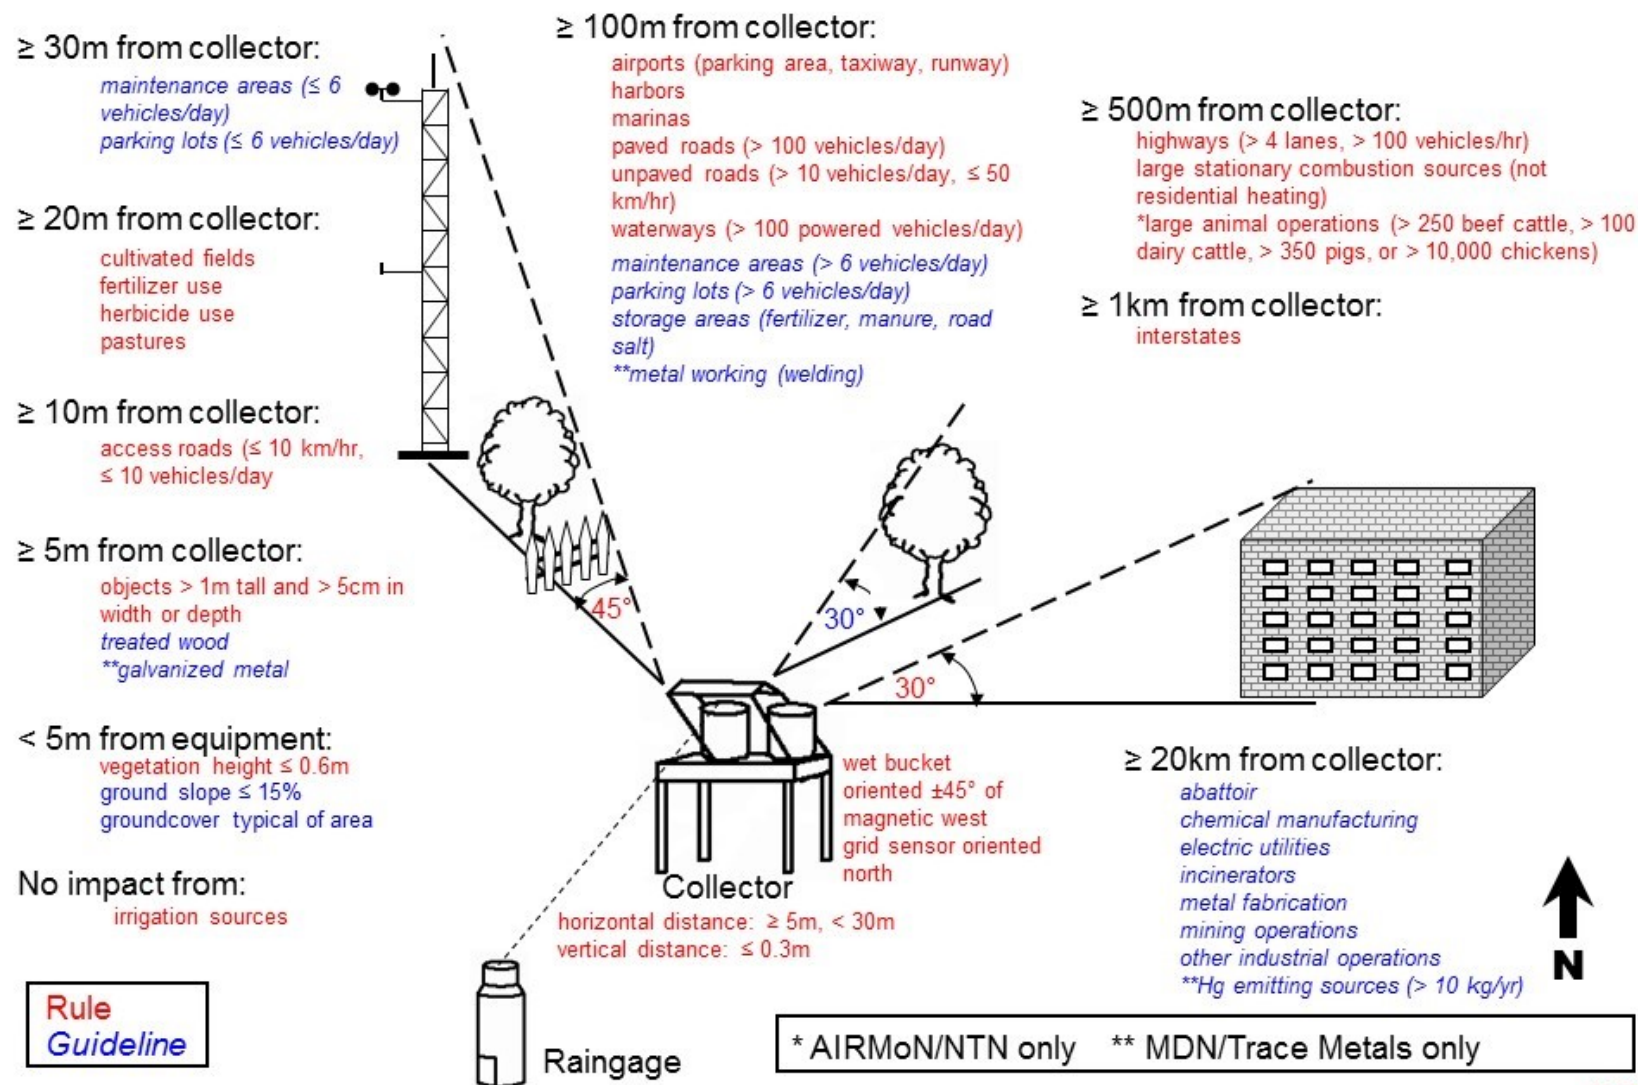 ≥ 30m from collector:
maintenance areas (≤ 6
vehicles/day)
parking lots (≤ 6 vehicles/day)
≥ 20m from collector:
cultivated fields
fertilizer use
herbicide use
pastures
≥ 10m from collector:
access roads (≤ 10 km/hr,
≤ 10 vehicles/day
≥ 5m from collector:
objects > 1m tall and > 5cm in
width or depth
treated wood
**galvanized metal
< 5m from equipment:
vegetation height ≤ 0.6m
ground slope ≤ 15%
groundcover typical of area
No impact from:
irrigation sources
Rule
Guideline
≥ 100m from collector:
airports (parking area, taxiway, runway)
harbors
marinas
paved roads (> 100 vehicles/day)
unpaved roads (> 10 vehicles/day, ≤ 50
km/hr)
waterways (> 100 powered vehicles/day)
maintenance areas (> 6 vehicles/day)
parking lots (> 6 vehicles/day)
storage areas (fertilizer, manure, road
salt)
**metal working (welding)
45°
30°
30°
wet bucket
oriented ±45° of
magnetic west
grid sensor oriented
north
Collector
horizontal distance: ≥ 5m, < 30m
vertical distance: ≤ 0.3m
Raingage
≥ 500m from collector:
highways (> 4 lanes, > 100 vehicles/hr)
large stationary combustion sources (not
residential heating)
*large animal operations (> 250 beef cattle, > 100
dairy cattle, > 350 pigs, or > 10,000 chickens)
≥ 1km from collector:
interstates
≥ 20km from collector:
abattoir
chemical manufacturing
electric utilities
incinerators
metal fabrication
mining operations
other industrial operations
**Hg emitting sources (> 10 kg/yr)
N
* AIRMoN/NTN only ** MDN/Trace Metals only